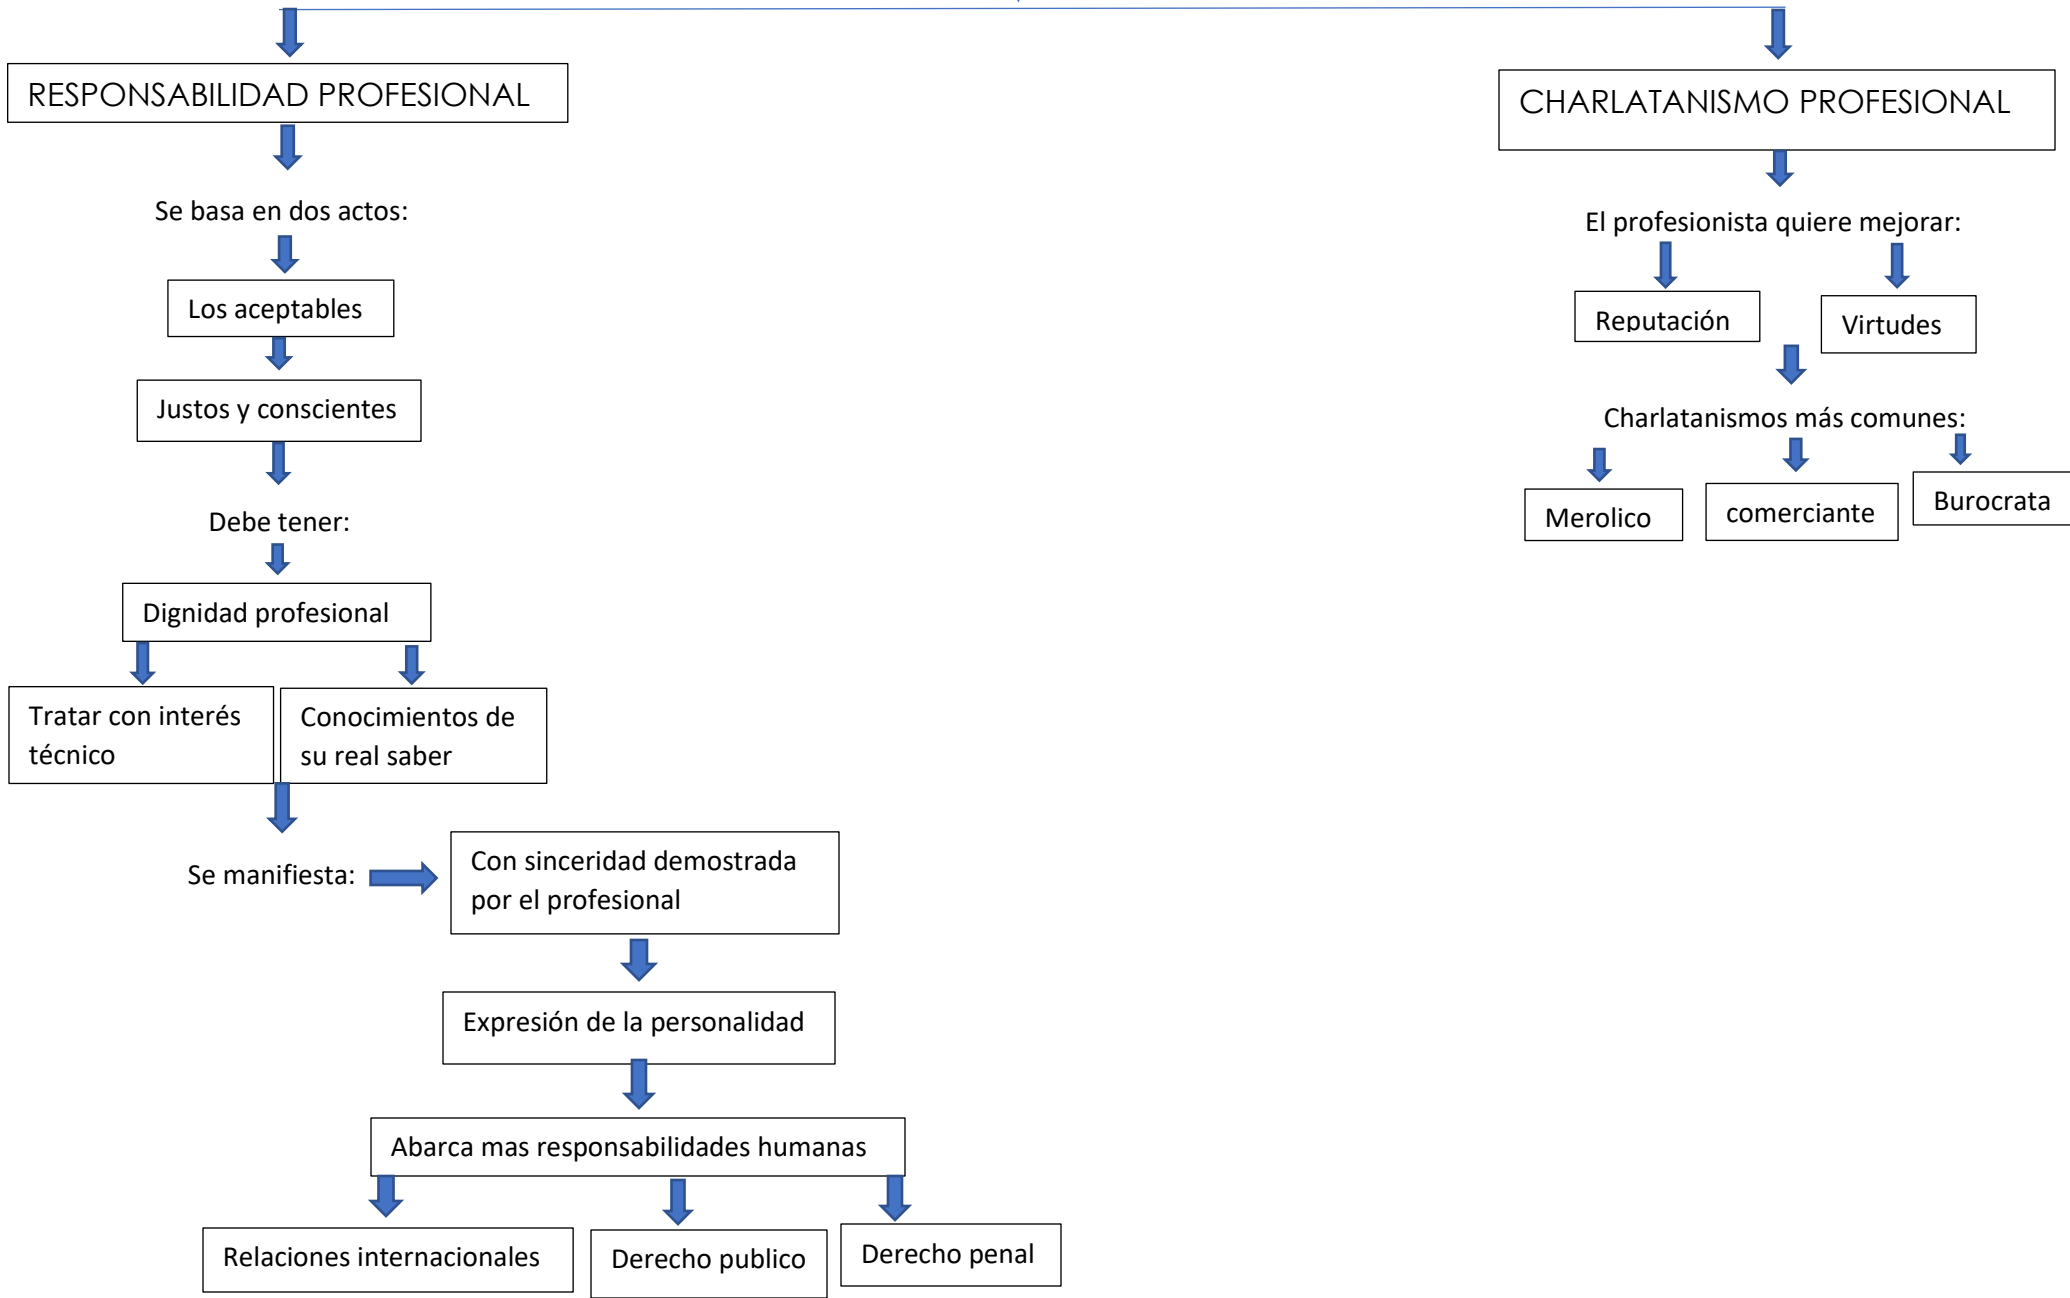 RESPONSABILIDAD PROFESIONAL
Se basa en dos actos:
Los aceptables
Justos y conscientes
Debe tener:
Dignidad profesional
Tratar con interés
técnico
Conocimientos de
su real saber
Se manifiesta:
Con sinceridad demostrada
por el profesional
Expresión de la personalidad
Abarca mas responsabilidades humanas
Relaciones internacionales
Derecho publico
Derecho penal
CHARLATANISMO PROFESIONAL
El profesionista quiere mejorar:
Reputación
Virtudes
Charlatanismos más comunes:
Merolico
comerciante
Burocrata